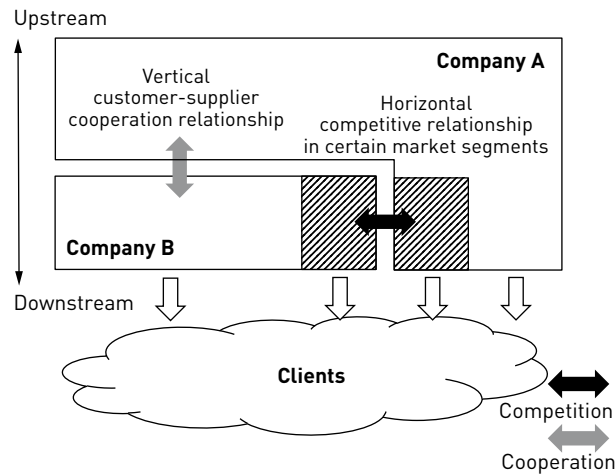 Upstream
Company A
Vertical
customer-supplier
cooperation relationship
Horizontal
competitive relationship
in certain market segments
Company B
Downstream
Clients
Competition
Cooperation